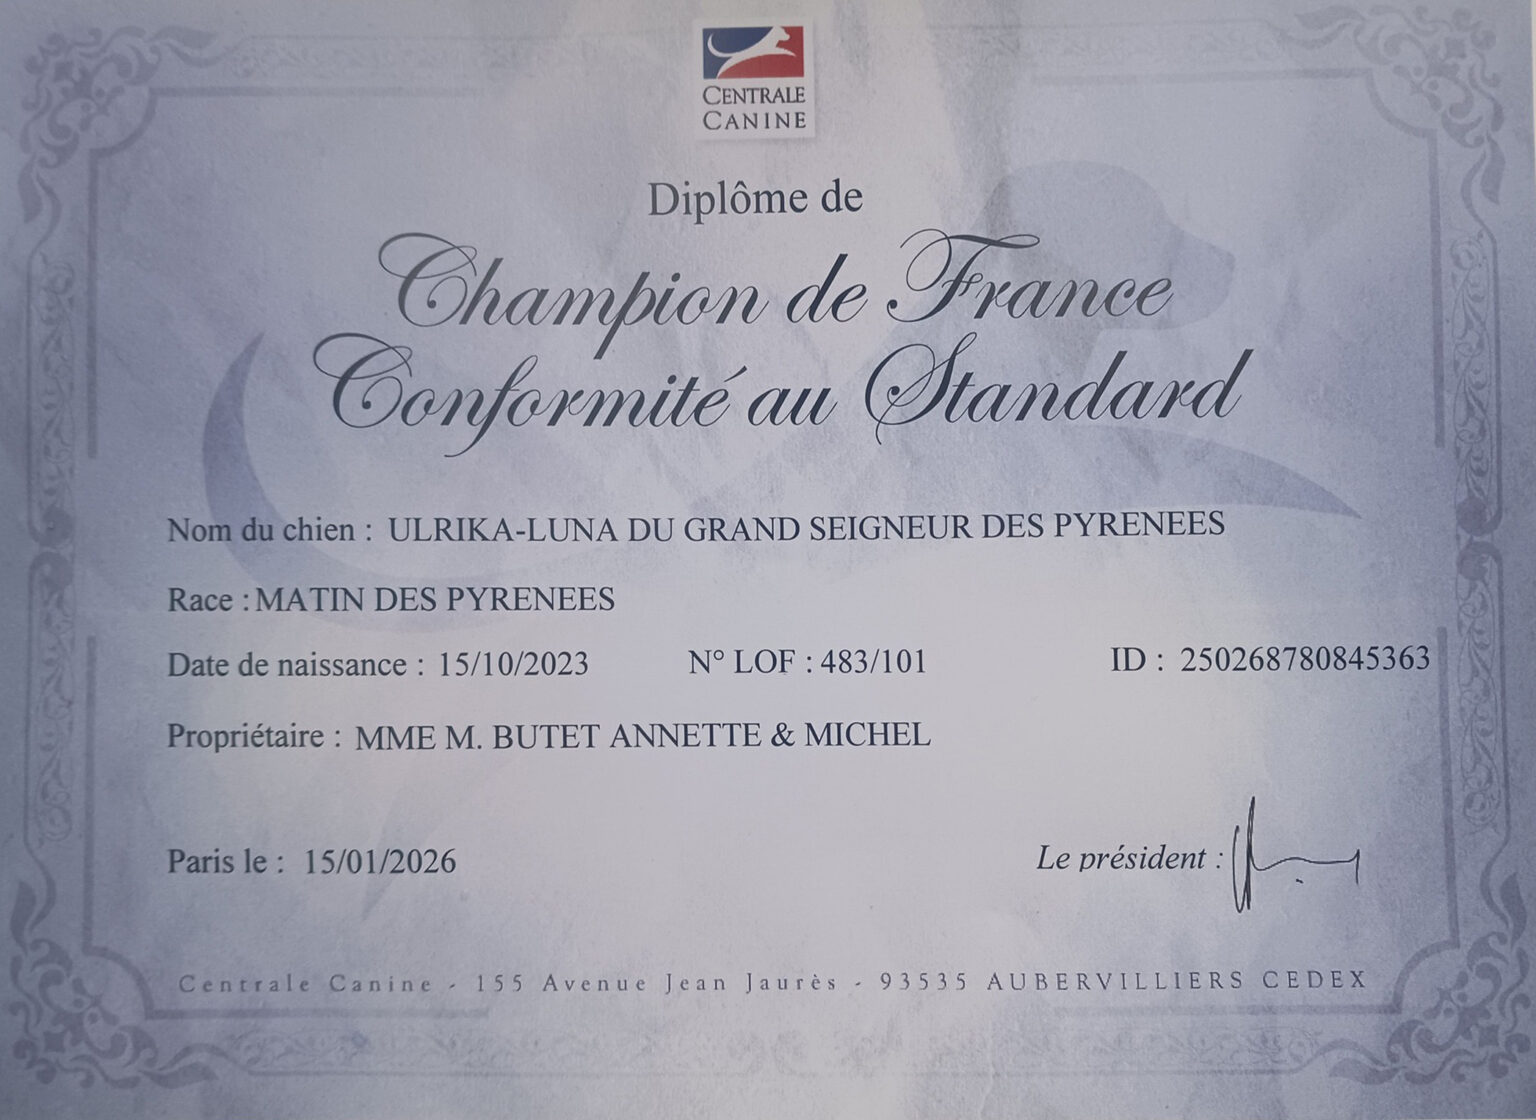 CENTRALE
CANINE
Diplôme de
Champion de France
Conformité au Standard
Nom du chien : ULRIKA-LUNA DU GRAND SEIGNEUR DES PYRENEES
Race : MATIN DES PYRENEES
Date de naissance : 15/10/2023 N° LOF : 483/101 ID : 250268780845363
Propriétaire : MME M. BUTET ANNETTE & MICHEL
Paris le : 15/01/2026 Le président :
Centrale Canine - 155 Avenue Jean Jaurès - 93535 AUBERVILLIERS CEDEX